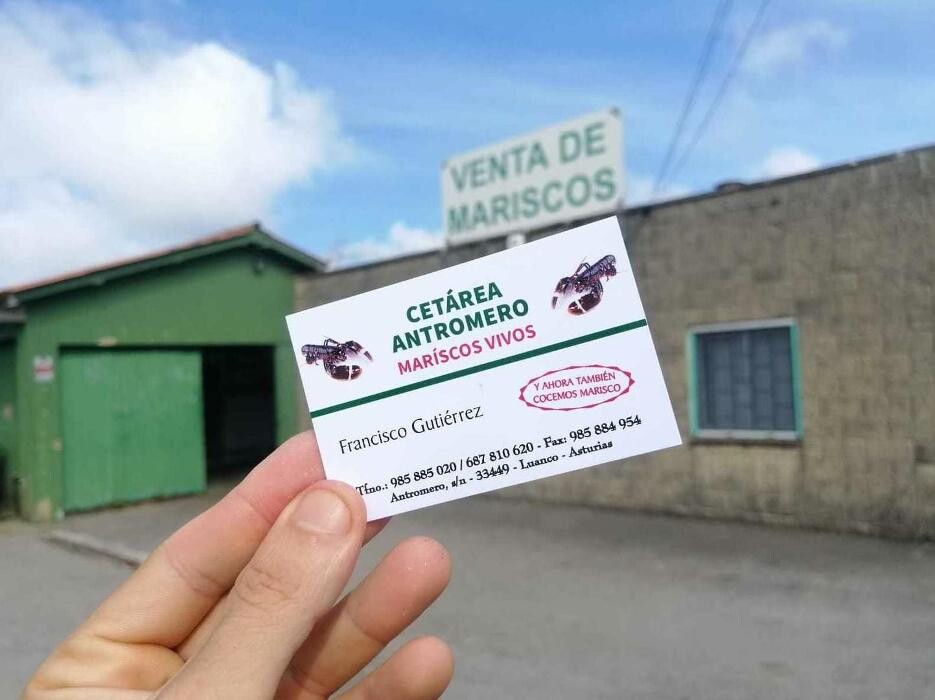 VENTA DE
MARISCOS
CETÁREA
ANTROMERO
MARÍSCOS VIVOS
Y AHORA TAMBIÉN
COCEMOS MARISCO
Francisco Gutiérrez
Tfno.: 985 885 020 / 687 810 620 - Fax: 985 884 954
Antromero, s/n - 33449 - Luanco - Asturias